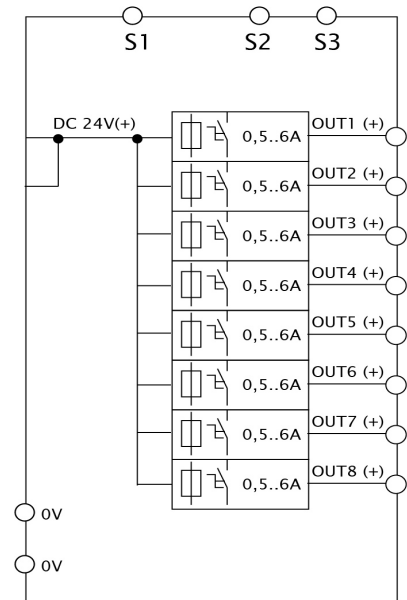 S1 S2 S3
DC 24V(+)
0,5..6A OUT1 (+)
0,5..6A OUT2 (+)
0,5..6A OUT3 (+)
0,5..6A OUT4 (+)
0,5..6A OUT5 (+)
0,5..6A OUT6 (+)
0,5..6A OUT7 (+)
0,5..6A OUT8 (+)
0V
0V